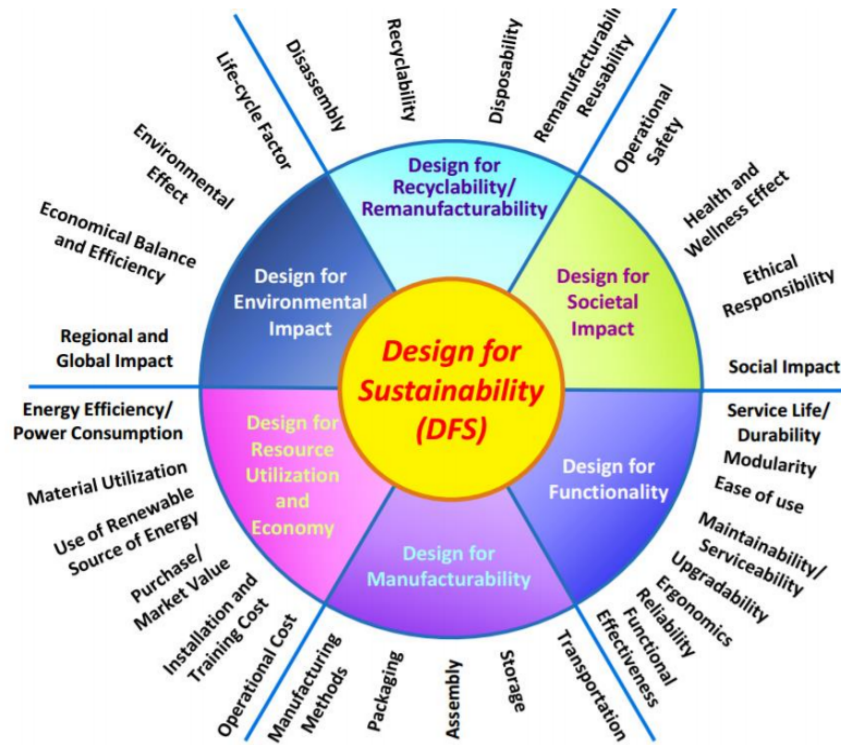 Disassembly
Recyclability
Disposability
Remanufacturabili
Reusability
Operational
Safety
Health and
Wellness Effect
Ethical
Responsibility
Social Impact
Service Life/
Durability
Modularity
Ease of use
Maintainability/
Serviceability
Upgradability
Ergonomics
Reliability
Functional
Effectiveness
Transportation
Storage
Assembly
Packaging
Manufacturing
Methods
Operational Cost
Installation and
Training Cost
Purchase/
Market Value
Use of Renewable
Source of Energy
Material Utilization
Energy Efficiency/
Power Consumption
Regional and
Global Impact
Economical Balance
and Efficiency
Environmental
Effect
Life-cycle Factor
Design for
Recyclability/
Remanufacturability
Design for
Societal
Impact
Design for
Functionality
Design for
Manufacturability
Design for
Resource
Utilization
and
Economy
Design for
Environmental
Impact
Design for
Sustainability
(DFS)